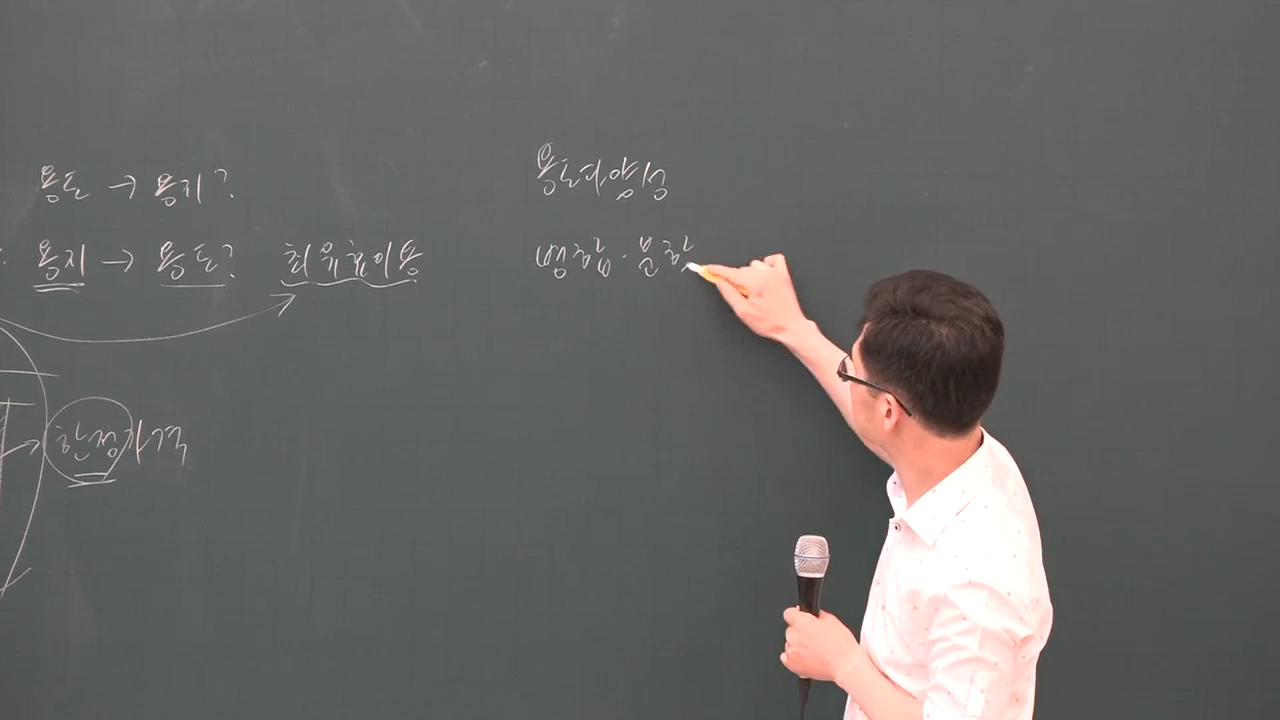 용도 → 용지?
용지 → 용도? 최유효이용
한정가격
용도다양성
병합·분할